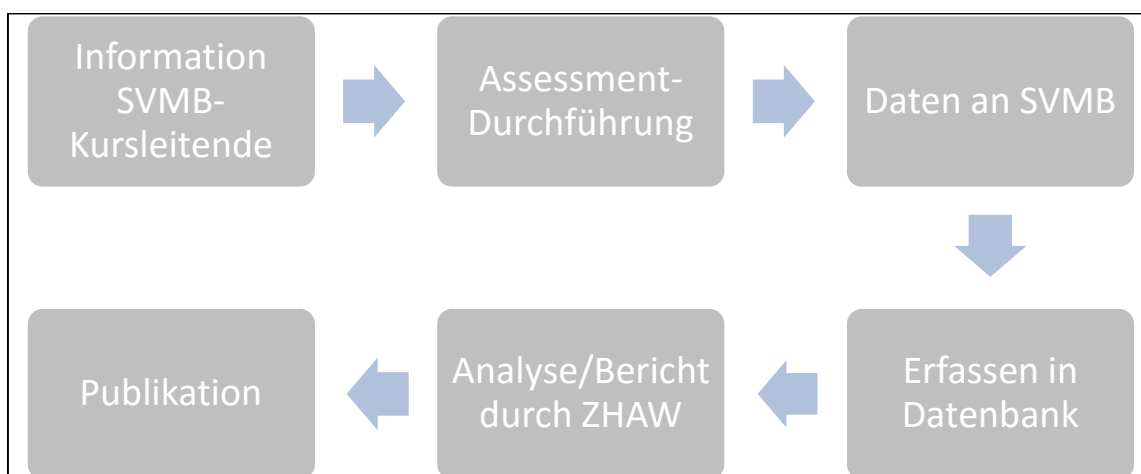 Information
SVMB-
Kursleitende
Assessment-
Durchführung
Daten an SVMB
Erfassen in
Datenbank
Analyse/Bericht
durch ZHAW
Publikation